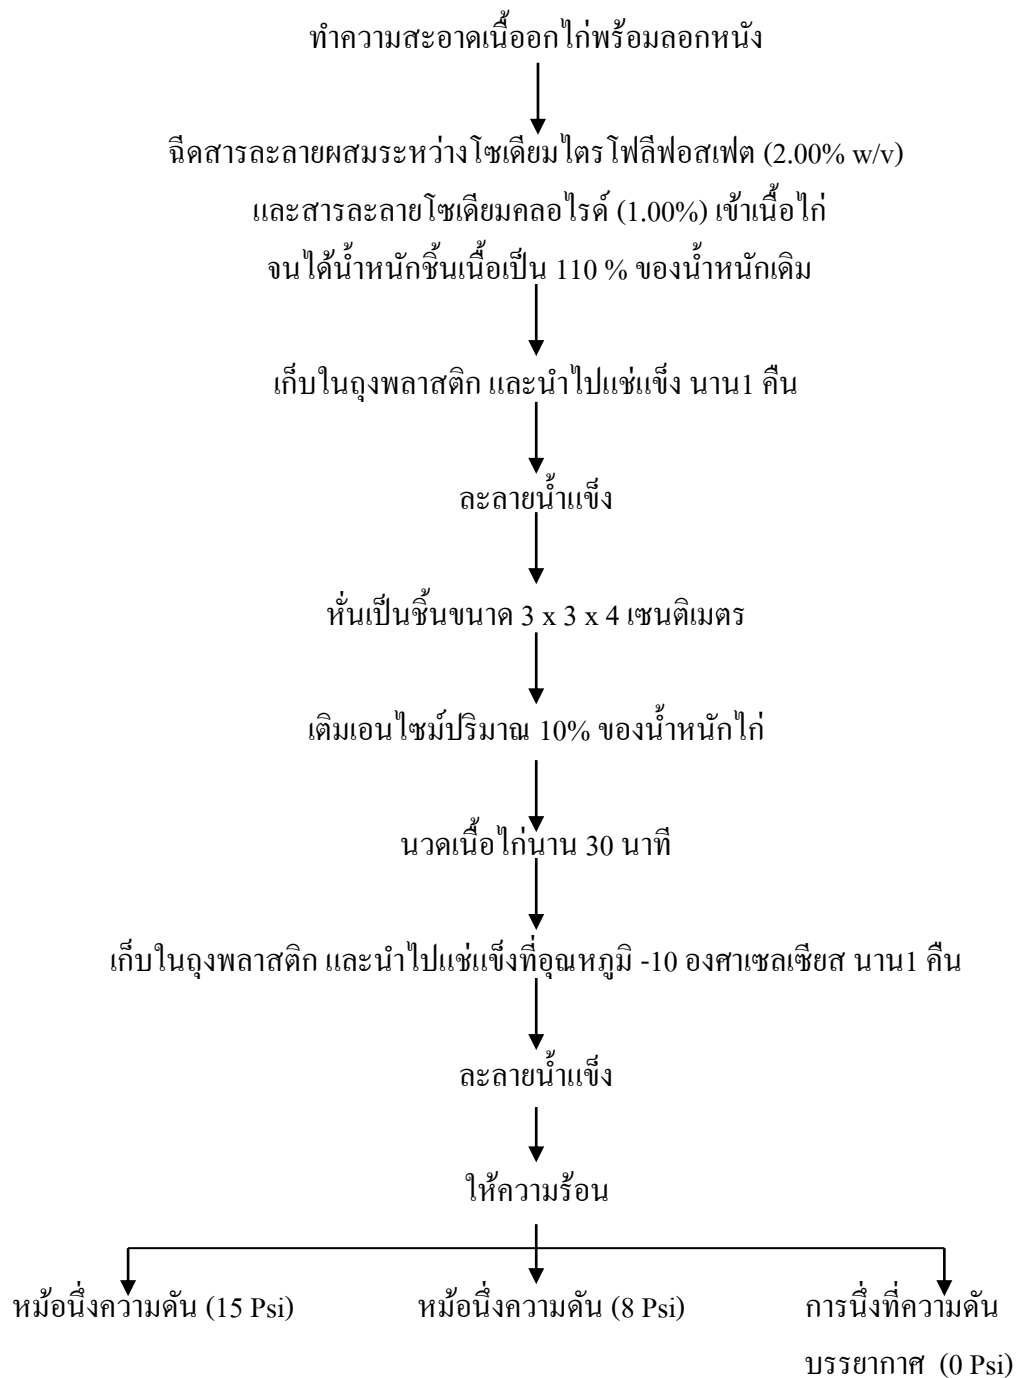 ทำความสะอาดเนื้ออกไก่พร้อมลอกหนัง
ฉีดสารละลายผสมระหว่างโซเดียมไตรโฟลีฟอสเฟต (2.00% w/v)
และสารละลายโซเดียมคลอไรด์ (1.00%) เข้าเนื้อไก่
จนได้น้ำหนักชิ้นเนื้อเป็น 110 % ของน้ำหนักเดิม
เก็บในถุงพลาสติก และนำไปแช่แข็ง นาน1 คืน
ละลายน้ำแข็ง
หั่นเป็นชิ้นขนาด 3 x 3 x 4 เซนติเมตร
เติมเอนไซม์ปริมาณ 10% ของน้ำหนักไก่
นวดเนื้อไก่นาน 30 นาที
เก็บในถุงพลาสติก และนำไปแช่แข็งที่อุณหภูมิ -10 องศาเซลเซียส นาน1 คืน
ละลายน้ำแข็ง
ให้ความร้อน
หม้อนึ่งความดัน (15 Psi)
หม้อนึ่งความดัน (8 Psi)
การนึ่งที่ความดัน
บรรยากาศ (0 Psi)